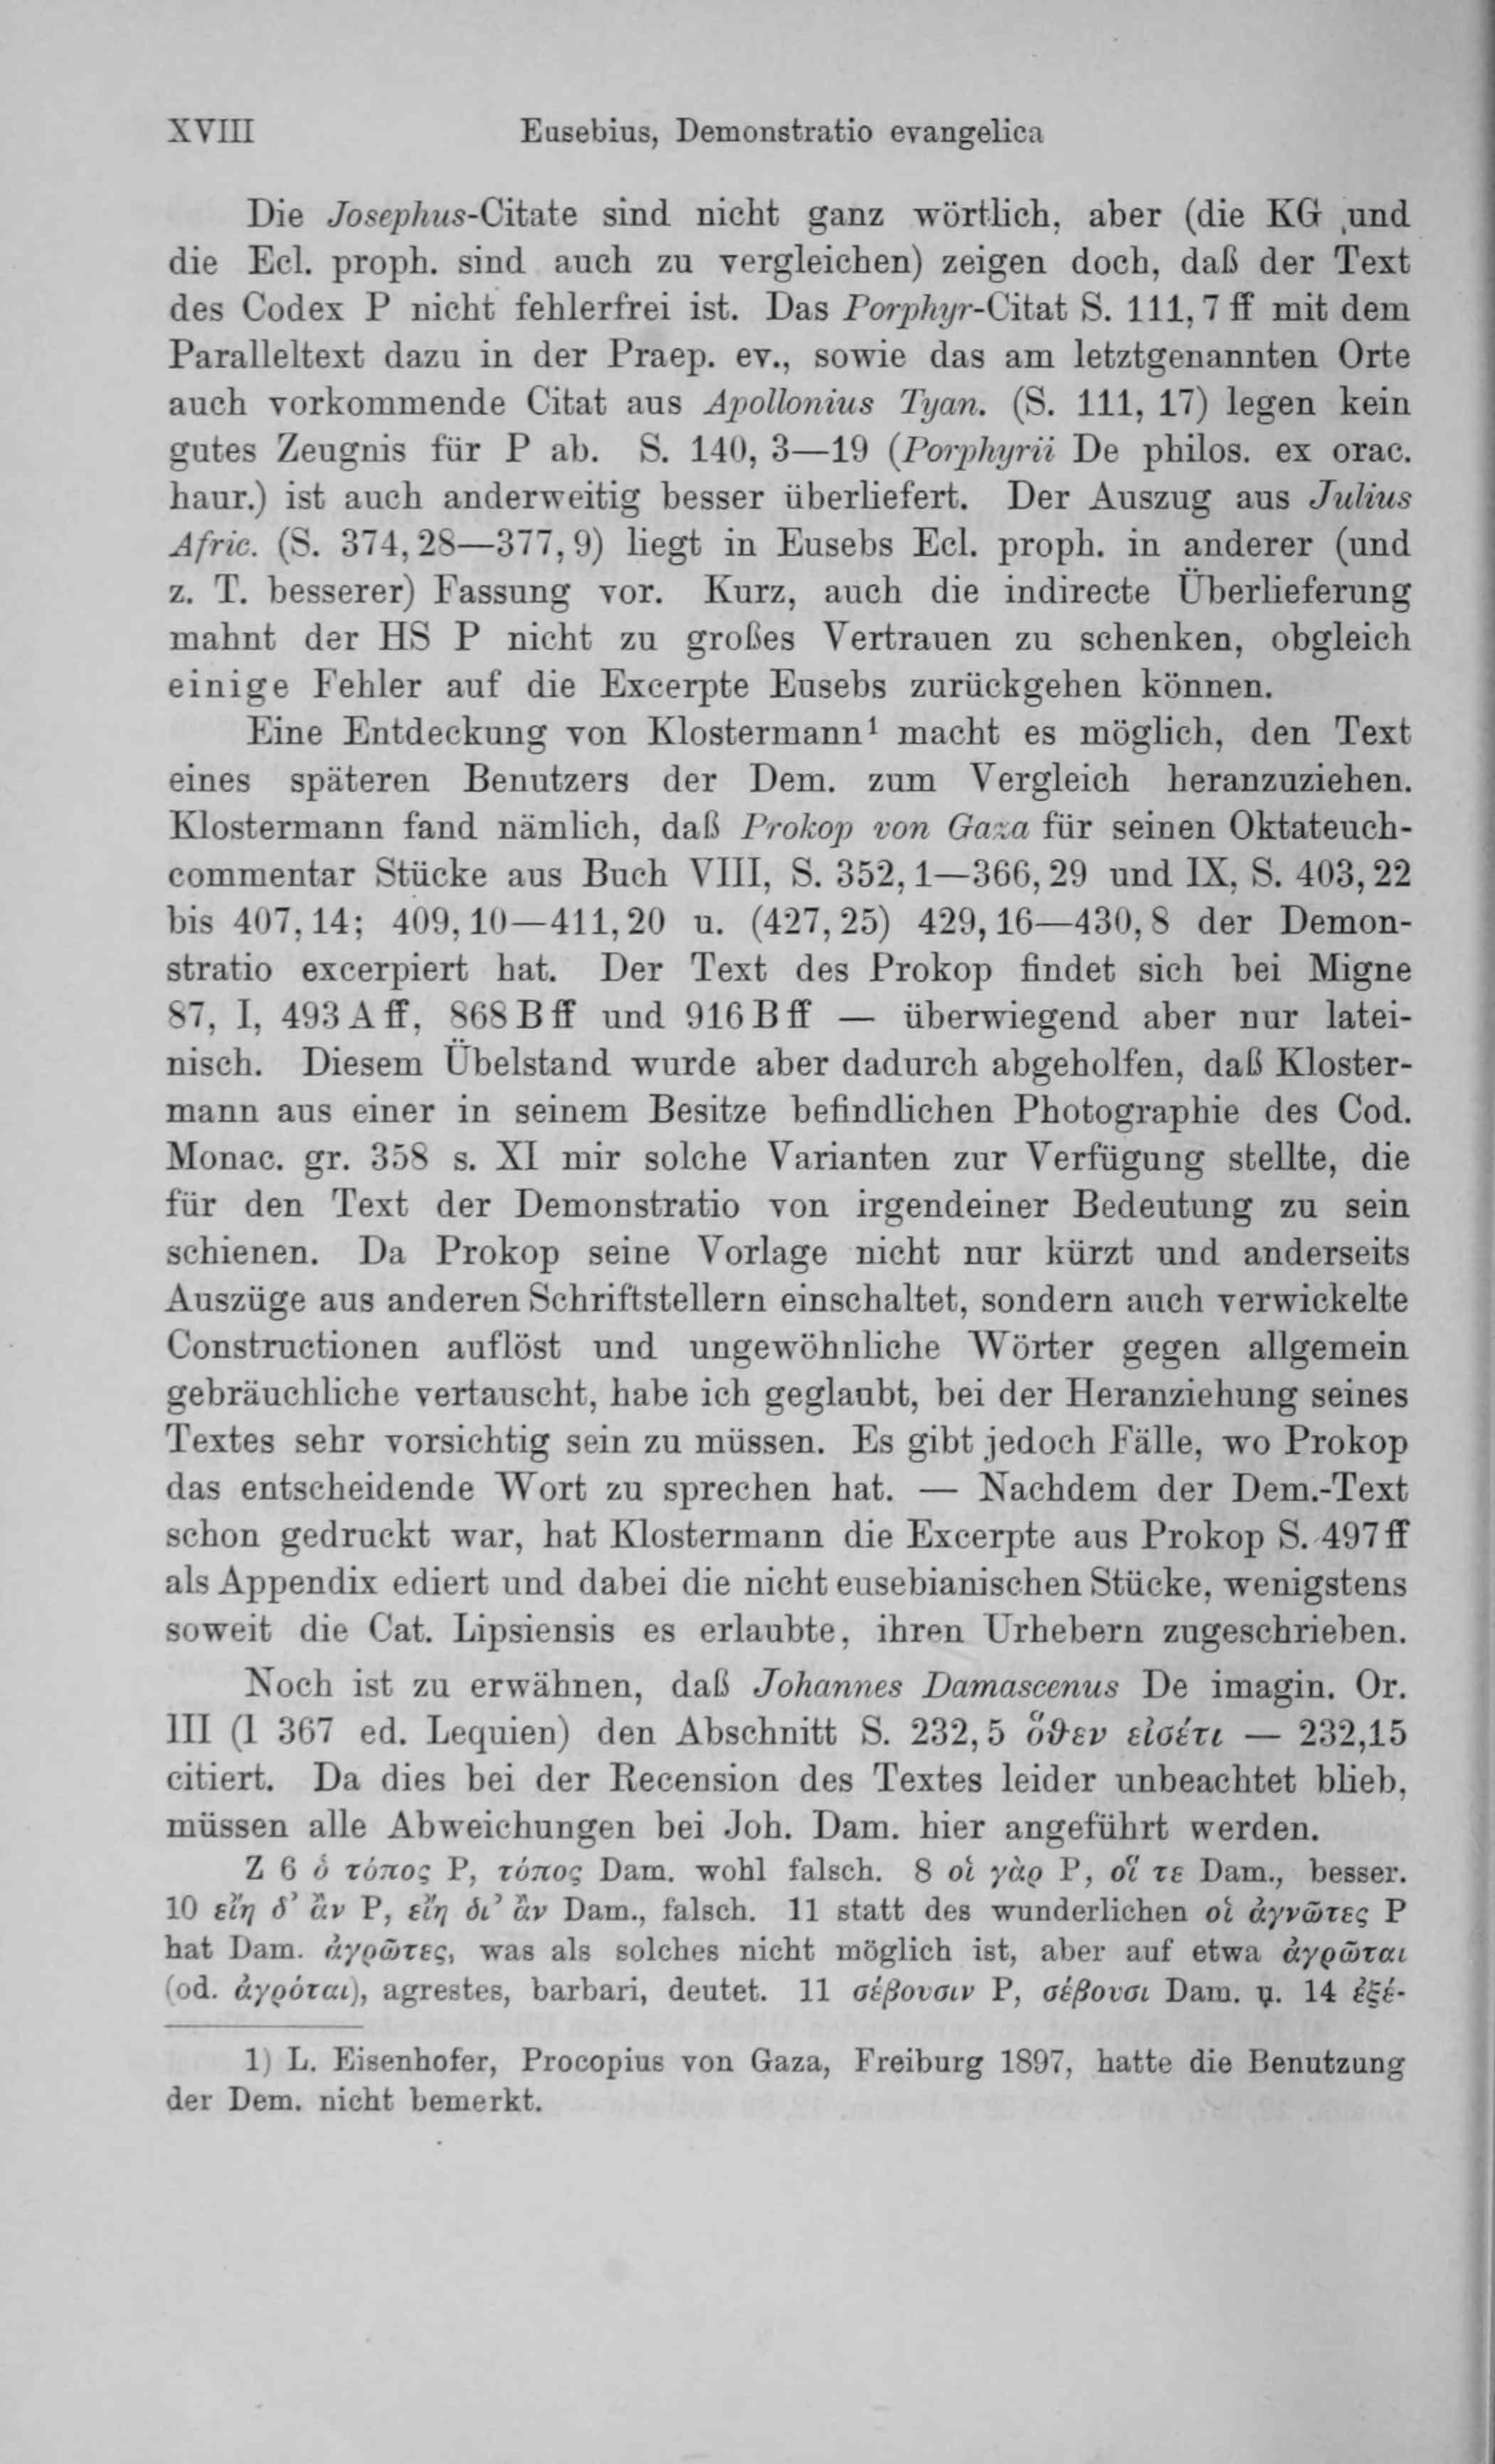 XVIII Eusebius, Demonstratio evangelica
Die Josephus-Citate sind nicht ganz wörtlich, aber (die KG und
die Ecl. proph. sind auch zu vergleichen) zeigen doch, daß der Text
des Codex P nicht fehlerfrei ist. Das Porphyr-Citat S. 111, 7 ff mit dem
Paralleltext dazu in der Praep. ev., sowie das am letztgenannten Orte
auch vorkommende Citat aus Apollonius Tyan. (S. 111, 17) legen kein
gutes Zeugnis für P ab. S. 140, 3—19 (Porphyrii De philos. ex orac.
haur.) ist auch anderweitig besser überliefert. Der Auszug aus Julius
Afric. (S. 374, 28—377, 9) liegt in Eusebs Ecl. proph. in anderer (und
z. T. besserer) Fassung vor. Kurz, auch die indirecte Überlieferung
mahnt der HS P nicht zu großes Vertrauen zu schenken, obgleich
einige Fehler auf die Excerpte Eusebs zurückgehen können.
Eine Entdeckung von Klostermann¹ macht es möglich, den Text
eines späteren Benutzers der Dem. zum Vergleich heranzuziehen.
Klostermann fand nämlich, daß Prokop von Gaza für seinen Oktateuch-
commentar Stücke aus Buch VIII, S. 352, 1—366, 29 und IX, S. 403, 22
bis 407, 14; 409, 10—411, 20 u. (427, 25) 429, 16—430, 8 der Demon-
stratio excerpiert hat. Der Text des Prokop findet sich bei Migne
87, I, 493 A ff, 868 B ff und 916 B ff — überwiegend aber nur latei-
nisch. Diesem Übelstand wurde aber dadurch abgeholfen, daß Kloster-
mann aus einer in seinem Besitze befindlichen Photographie des Cod.
Monac. gr. 358 s. XI mir solche Varianten zur Verfügung stellte, die
für den Text der Demonstratio von irgendeiner Bedeutung zu sein
schienen. Da Prokop seine Vorlage nicht nur kürzt und anderseits
Auszüge aus anderen Schriftstellern einschaltet, sondern auch verwickelte
Constructionen auflöst und ungewöhnliche Wörter gegen allgemein
gebräuchliche vertauscht, habe ich geglaubt, bei der Heranziehung seines
Textes sehr vorsichtig sein zu müssen. Es gibt jedoch Fälle, wo Prokop
das entscheidende Wort zu sprechen hat. — Nachdem der Dem.-Text
schon gedruckt war, hat Klostermann die Excerpte aus Prokop S. 497 ff
als Appendix ediert und dabei die nicht eusebianischen Stücke, wenigstens
soweit die Cat. Lipsiensis es erlaubte, ihren Urhebern zugeschrieben.
Noch ist zu erwähnen, daß Johannes Damascenus De imagin. Or.
III (I 367 ed. Lequien) den Abschnitt S. 232, 5 ὅθεν εἰσέτι — 232,15
citiert. Da dies bei der Recension des Textes leider unbeachtet blieb,
müssen alle Abweichungen bei Joh. Dam. hier angeführt werden.
Z 6 ὁ τόπος P, τόπος Dam. wohl falsch. 8 οἱ γὰρ P, οἵ τε Dam., besser.
10 εἴη δ’ ἂν P, εἴη δι’ ἂν Dam., falsch. 11 statt des wunderlichen οἱ ἀγνῶτες P
hat Dam. ἀγρῶτες, was als solches nicht möglich ist, aber auf etwa ἀγρῶται
(od. ἀγρόται), agrestes, barbari, deutet. 11 σέβουσιν P, σέβουσι Dam. u. 14 ἐξέ-
1) L. Eisenhofer, Procopius von Gaza, Freiburg 1897, hatte die Benutzung
der Dem. nicht bemerkt.